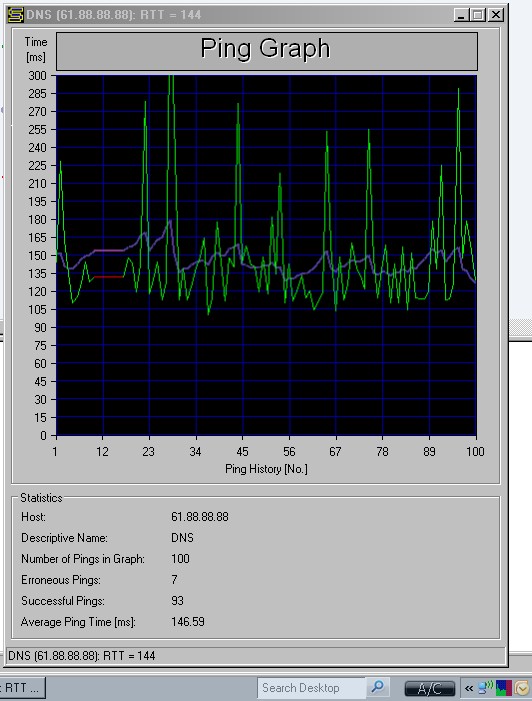 DNS (61.88.88.88): RTT = 144
Time
[ms]
Ping Graph
300
285
270
255
240
225
210
195
180
165
150
135
120
105
90
75
60
45
30
15
0
1 12 23 34 45 56 67 78 89 100
Ping History [No.]
Statistics
Host: 61.88.88.88
Descriptive Name: DNS
Number of Pings in Graph: 100
Erroneous Pings: 7
Successful Pings: 93
Average Ping Time [ms]: 146.59
DNS (61.88.88.88): RTT = 144
: RTT ... Search Desktop A/C «